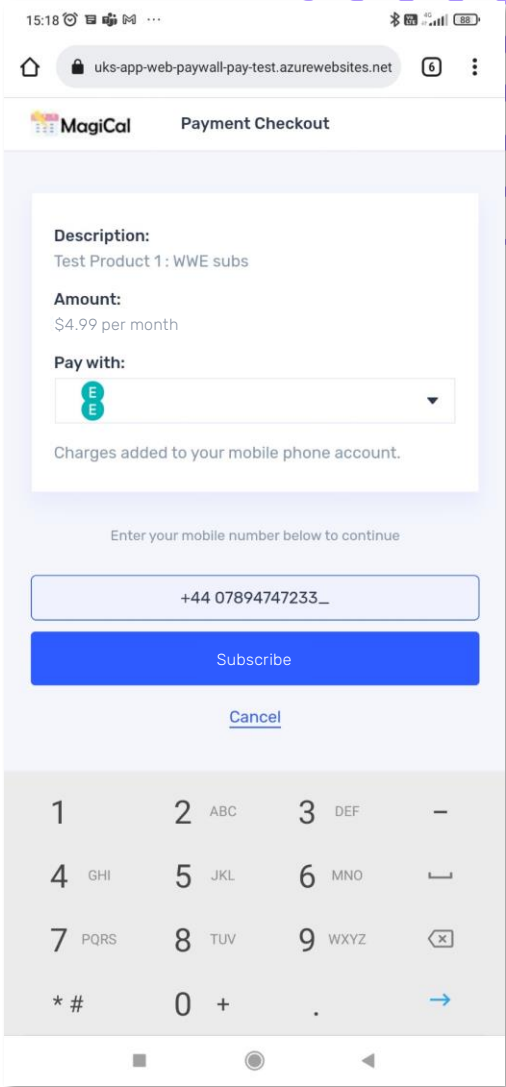 15:18 ... 4G 88
uks-app-web-paywall-pay-test.azurewebsites.net 6
MagiCal Payment Checkout
Description:
Test Product 1 : WWE subs
Amount:
$4.99 per month
Pay with:
E
E
Charges added to your mobile phone account.
Enter your mobile number below to continue
+44 07894747233_
Subscribe
Cancel
1 2 ABC 3 DEF –
4 GHI 5 JKL 6 MNO
7 PQRS 8 TUV 9 WXYZ
* # 0 + .